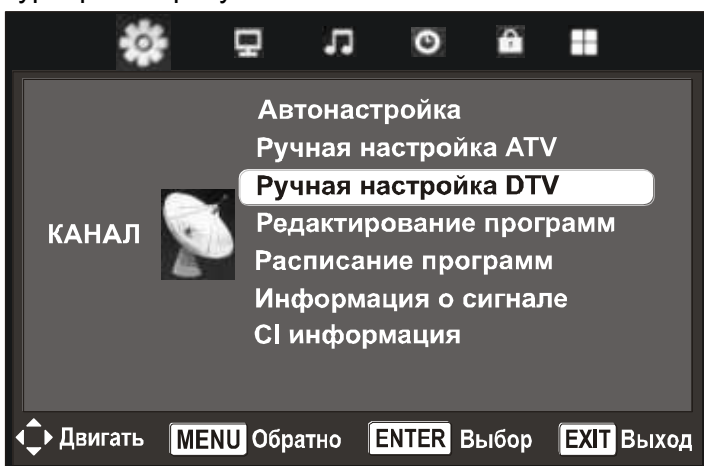 Автонастройка
Ручная настройка ATV
Ручная настройка DTV
КАНАЛ
Редактирование программ
Расписание программ
Информация о сигнале
CI информация
Двигать MENU Обратно ENTER Выбор EXIT Выход